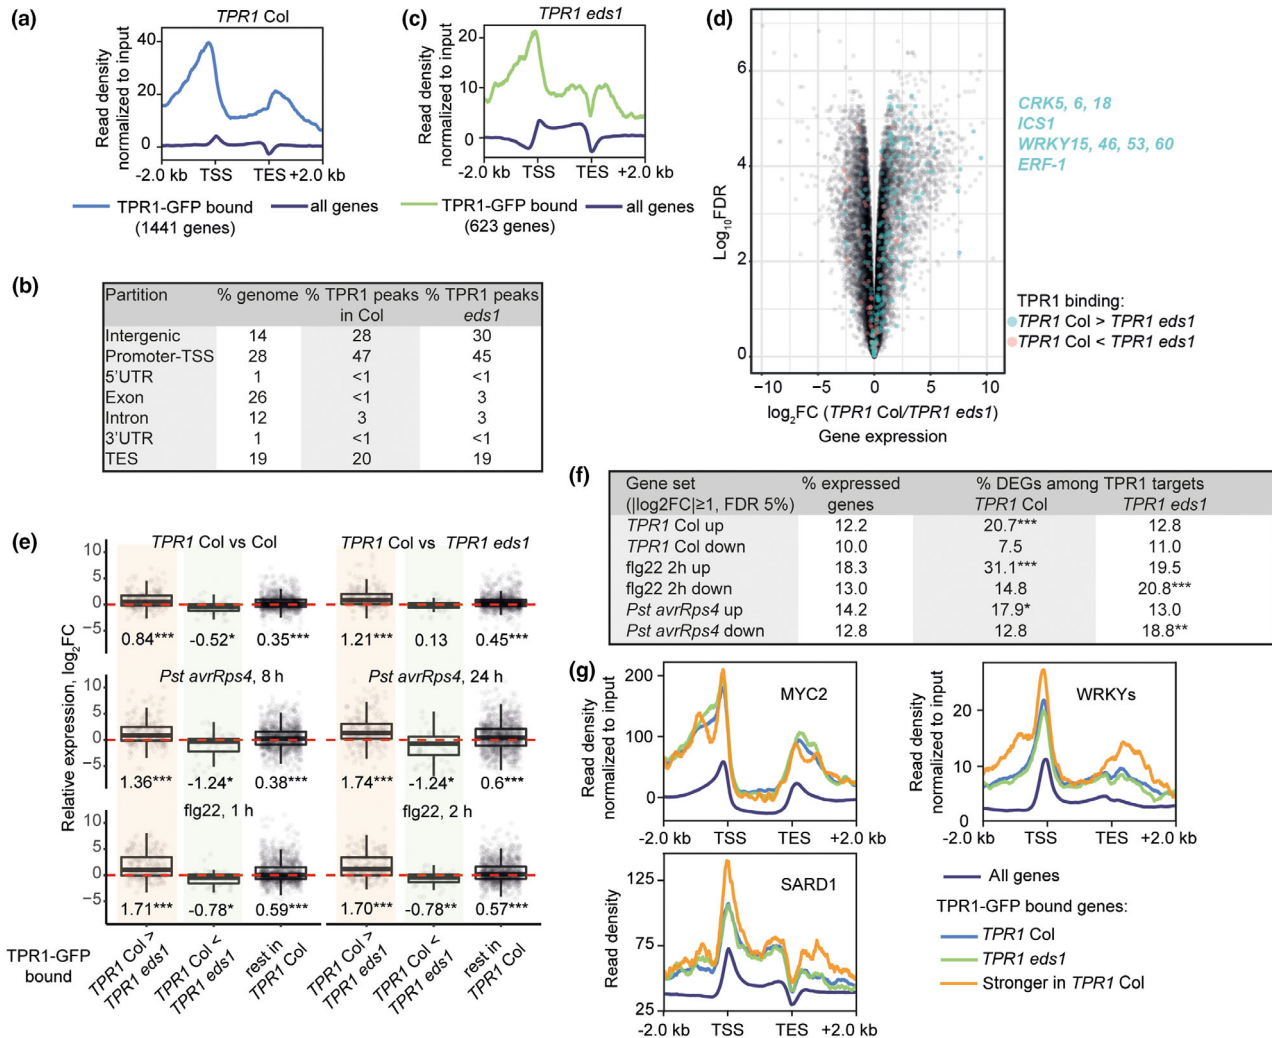 (a)
TPR1 Col
Read density
normalized to input
40
20
0
-2.0 kb TSS TES +2.0 kb
TPR1-GFP bound
(1441 genes)
all genes
(c)
TPR1 eds1
Read density
normalized to input
20
10
0
-2.0 kb TSS TES +2.0 kb
TPR1-GFP bound
(623 genes)
all genes
(b)
Partition % genome % TPR1 peaks in Col % TPR1 peaks eds1
Intergenic 14 28 30
Promoter-TSS 28 47 45
5'UTR 1 <1 <1
Exon 26 <1 3
Intron 12 3 3
3'UTR 1 <1 <1
TES 19 20 19
(d)
Log10FDR
6
4
2
0
−10 −5 0 5 10
log2FC (TPR1 Col/TPR1 eds1)
Gene expression
CRK5, 6, 18
ICS1
WRKY15, 46, 53, 60
ERF-1
TPR1 binding:
TPR1 Col > TPR1 eds1
TPR1 Col < TPR1 eds1
(e)
Relative expression, log2FC
TPR1 Col vs Col
TPR1 Col vs TPR1 eds1
10
5
0
−5
0.84*** -0.52* 0.35*** 1.21*** 0.13 0.45***
Pst avrRps4, 8 h
Pst avrRps4, 24 h
10
5
0
−5
1.36*** -1.24* 0.38*** 1.74*** -1.24* 0.6***
flg22, 1 h
flg22, 2 h
10
5
0
−5
1.71*** -0.78* 0.59*** 1.70*** -0.78** 0.57***
TPR1-GFP
bound
TPR1 Col >
TPR1 eds1
TPR1 Col <
TPR1 eds1
rest in
TPR1 Col
TPR1 Col >
TPR1 eds1
TPR1 Col <
TPR1 eds1
rest in
TPR1 Col
(f)
Gene set % expressed % DEGs among TPR1 targets
(|log2FC|≥1, FDR 5%) genes TPR1 Col TPR1 eds1
TPR1 Col up 12.2 20.7*** 12.8
TPR1 Col down 10.0 7.5 11.0
flg22 2h up 18.3 31.1*** 19.5
flg22 2h down 13.0 14.8 20.8***
Pst avrRps4 up 14.2 17.9* 13.0
Pst avrRps4 down 12.8 12.8 18.8**
(g)
Read density
normalized to input
200
100
0
MYC2
-2.0 kb TSS TES +2.0 kb
Read density
normalized to input
20
10
0
WRKYs
-2.0 kb TSS TES +2.0 kb
Read density
125
75
25
SARD1
-2.0 kb TSS TES +2.0 kb
All genes
TPR1-GFP bound genes:
TPR1 Col
TPR1 eds1
Stronger in TPR1 Col